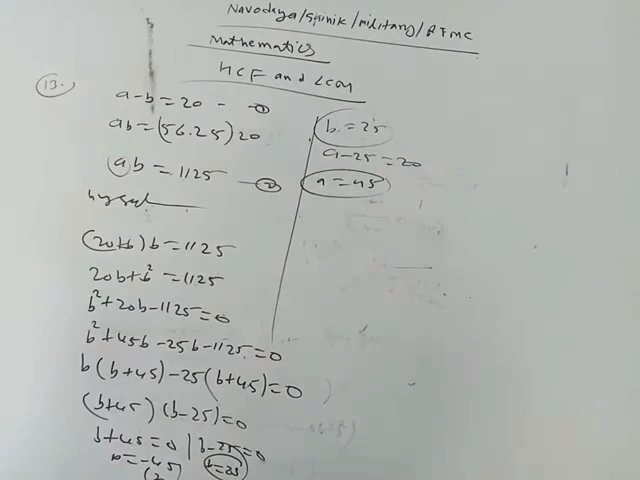 Navodaya/Sainik/military/RIMC
Mathematics
HCF and LCM
13.
a-b=20 - ①
ab=(56.25)20
ab=1125 - ②
(20+b)b=1125
20b+b²=1125
b²+20b-1125=0
b²+45b-25b-1125=0
b(b+45)-25(b+45)=0
(b+45)(b-25)=0
b+45=0 | b-25=0
b=-45
b=25
b=25
a-25=20
a=45